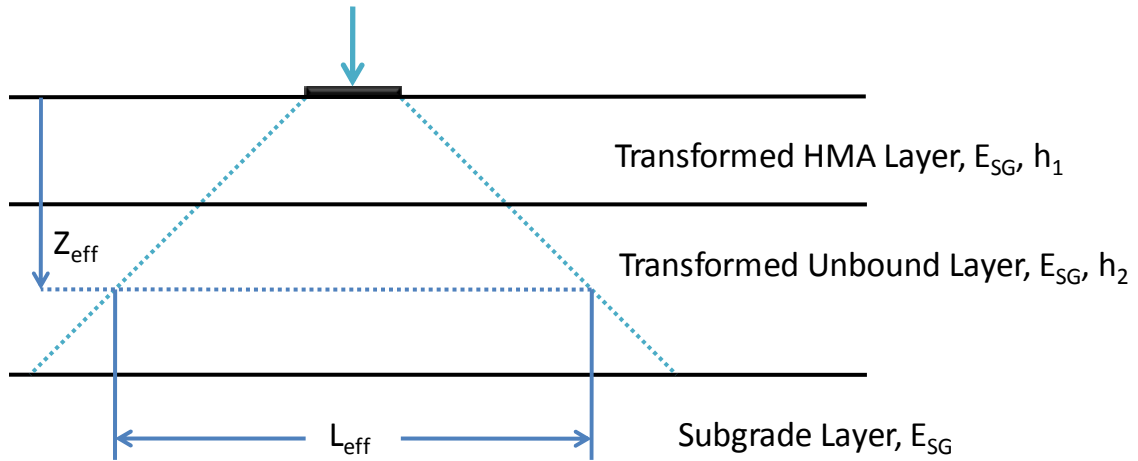 Transformed HMA Layer, E_SG, h_1
Z_eff
Transformed Unbound Layer, E_SG, h_2
L_eff
Subgrade Layer, E_SG